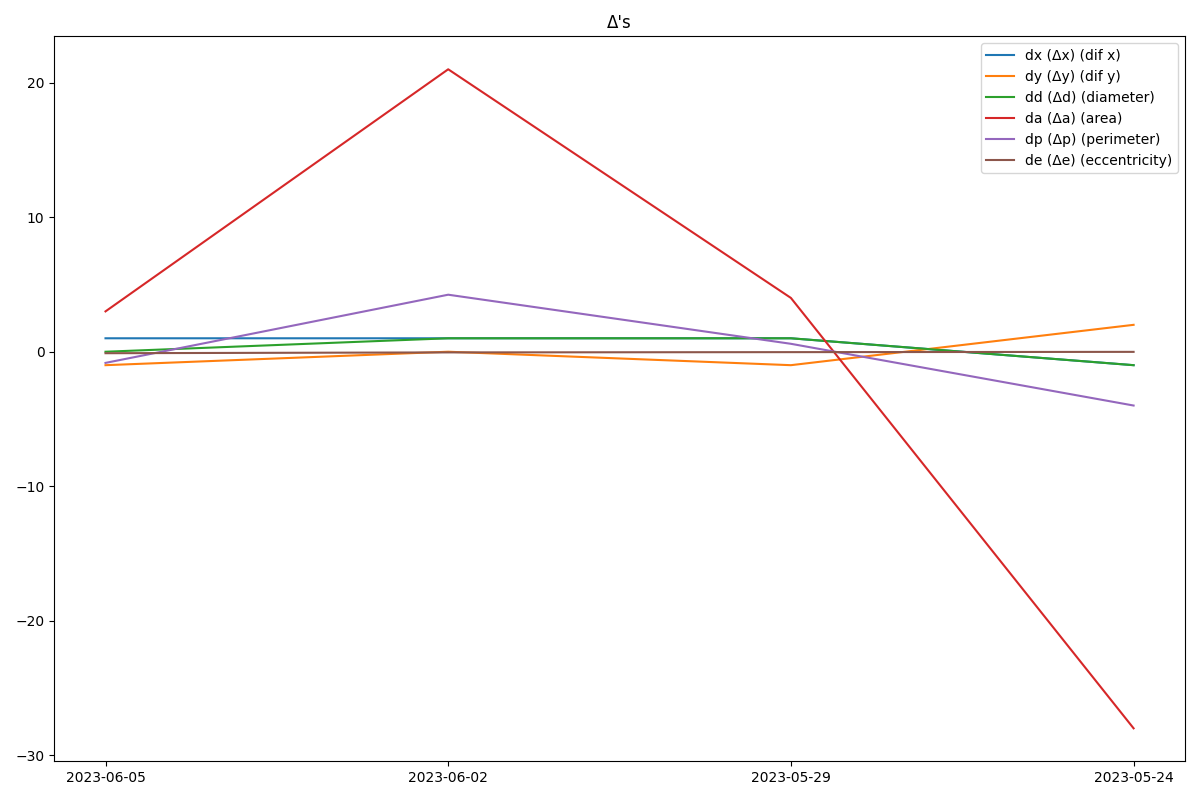 Δ's
dx (Δx) (dif x)
dy (Δy) (dif y)
dd (Δd) (diameter)
da (Δa) (area)
dp (Δp) (perimeter)
de (Δe) (eccentricity)
20
10
0
−10
−20
−30
2023-06-05 2023-06-02 2023-05-29 2023-05-24